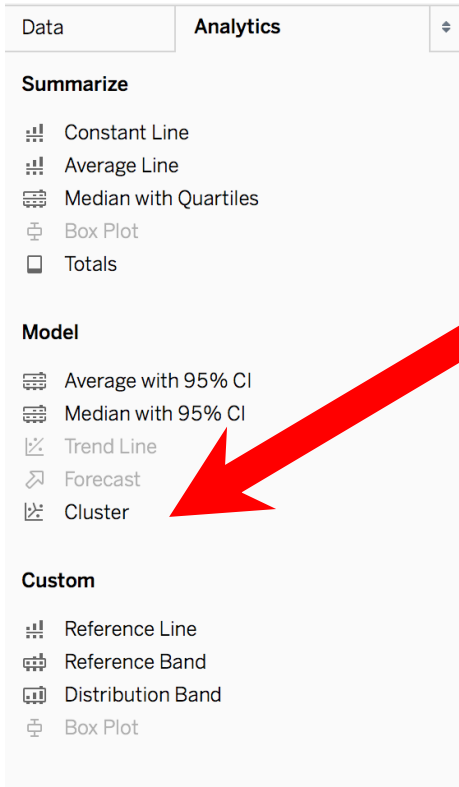 Data Analytics
Summarize
Constant Line
Average Line
Median with Quartiles
Box Plot
Totals
Model
Average with 95% CI
Median with 95% CI
Trend Line
Forecast
Cluster
Custom
Reference Line
Reference Band
Distribution Band
Box Plot